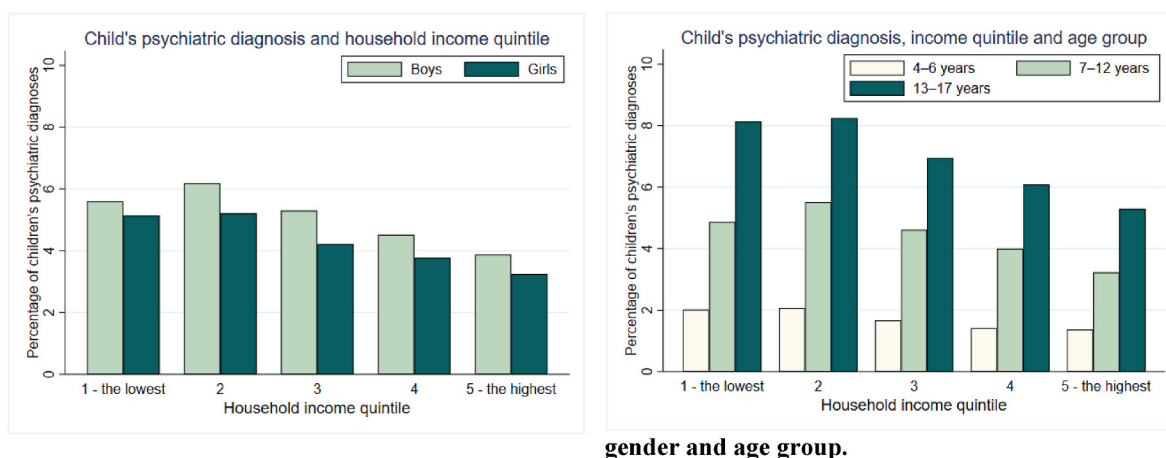 Child's psychiatric diagnosis and household income quintile
Boys Girls
Percentage of children's psychiatric diagnoses
10
8
6
4
2
0
1 - the lowest 2 3 4 5 - the highest
Household income quintile
Child's psychiatric diagnosis, income quintile and age group
4–6 years 7–12 years
13–17 years
Percentage of children's psychiatric diagnoses
10
8
6
4
2
0
1 - the lowest 2 3 4 5 - the highest
Household income quintile
gender and age group.